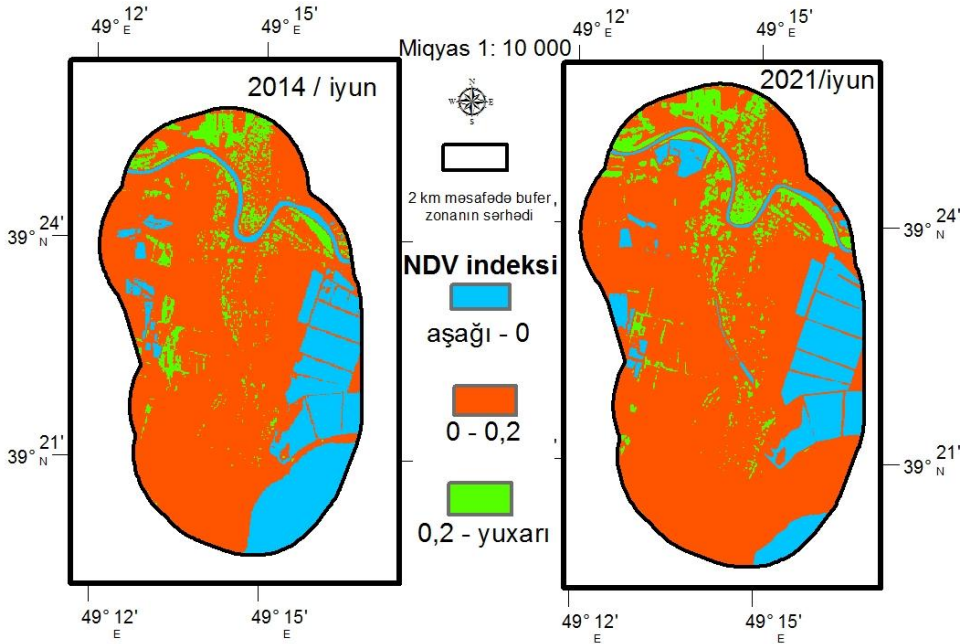 49° 12'
E
49° 15'
E
49° 12'
E
49° 15'
E
Miqyas 1: 10 000
2014 / iyun
2021/iyun
N
W
E
S
2 km məsafədə bufer
zonanın sərhədi
39° 24'
N
39° 24'
N
NDV indeksi
aşağı - 0
0 - 0,2
0,2 - yuxarı
39° 21'
N
39° 21'
N
49° 12'
E
49° 15'
E
49° 12'
E
49° 15'
E